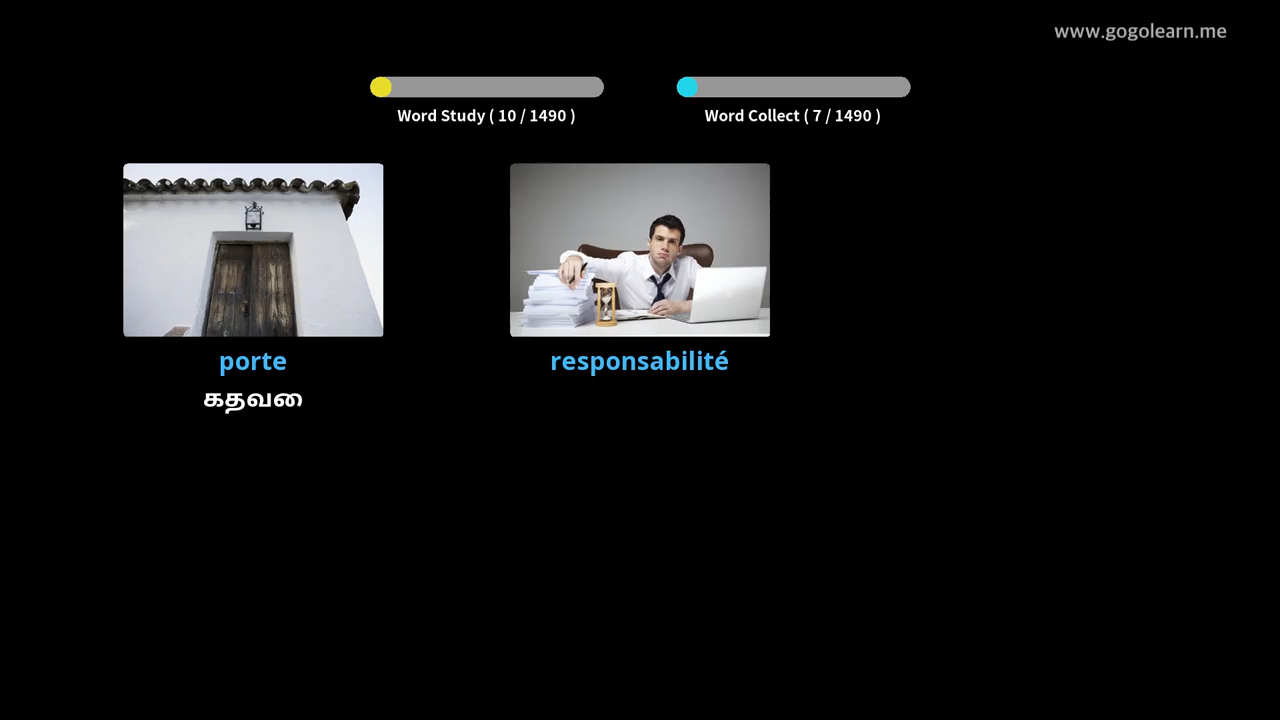 www.gogolearn.me
Word Study ( 10 / 1490 )
Word Collect ( 7 / 1490 )
porte
responsabilité
கதவை